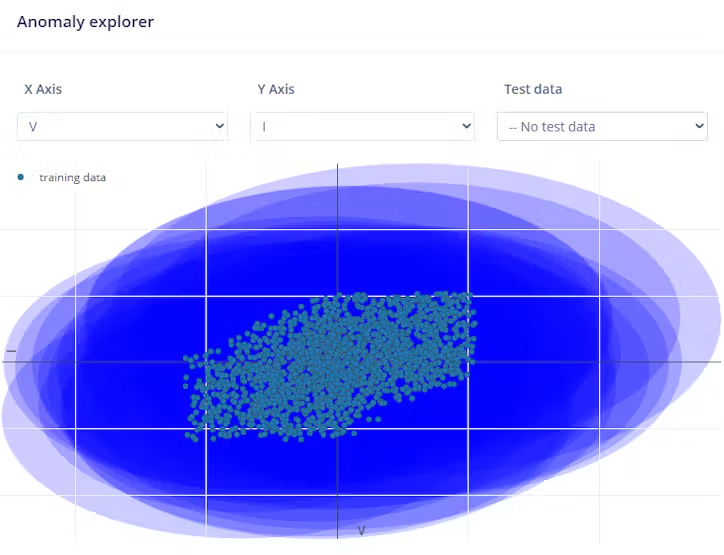 Anomaly explorer
X Axis Y Axis Test data
V I -- No test data
training data
I
V